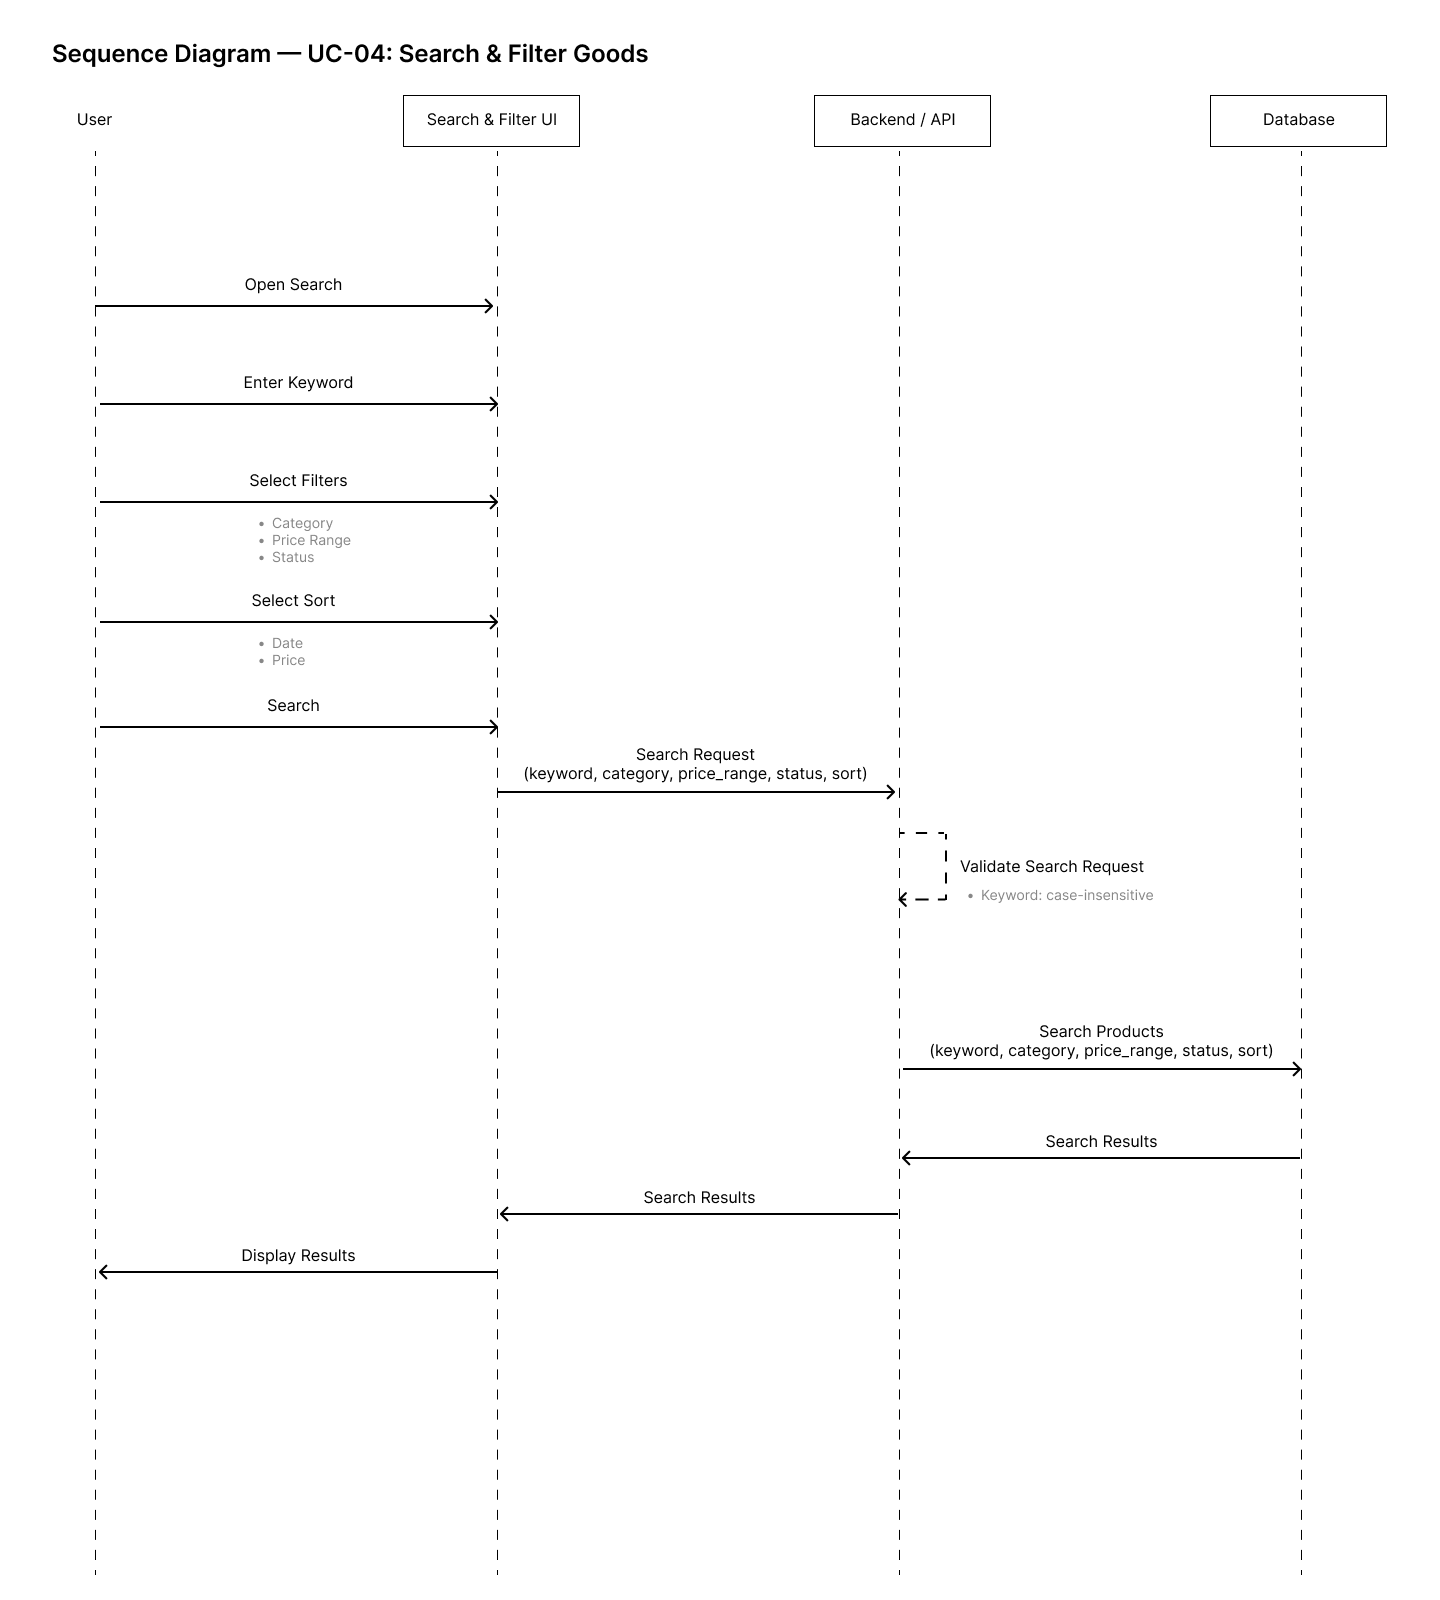 Sequence Diagram — UC-04: Search & Filter Goods
User
Search & Filter UI
Backend / API
Database
Open Search
Enter Keyword
Select Filters
• Category
• Price Range
• Status
Select Sort
• Date
• Price
Search
Search Request
(keyword, category, price_range, status, sort)
Validate Search Request
• Keyword: case-insensitive
Search Products
(keyword, category, price_range, status, sort)
Search Results
Search Results
Display Results